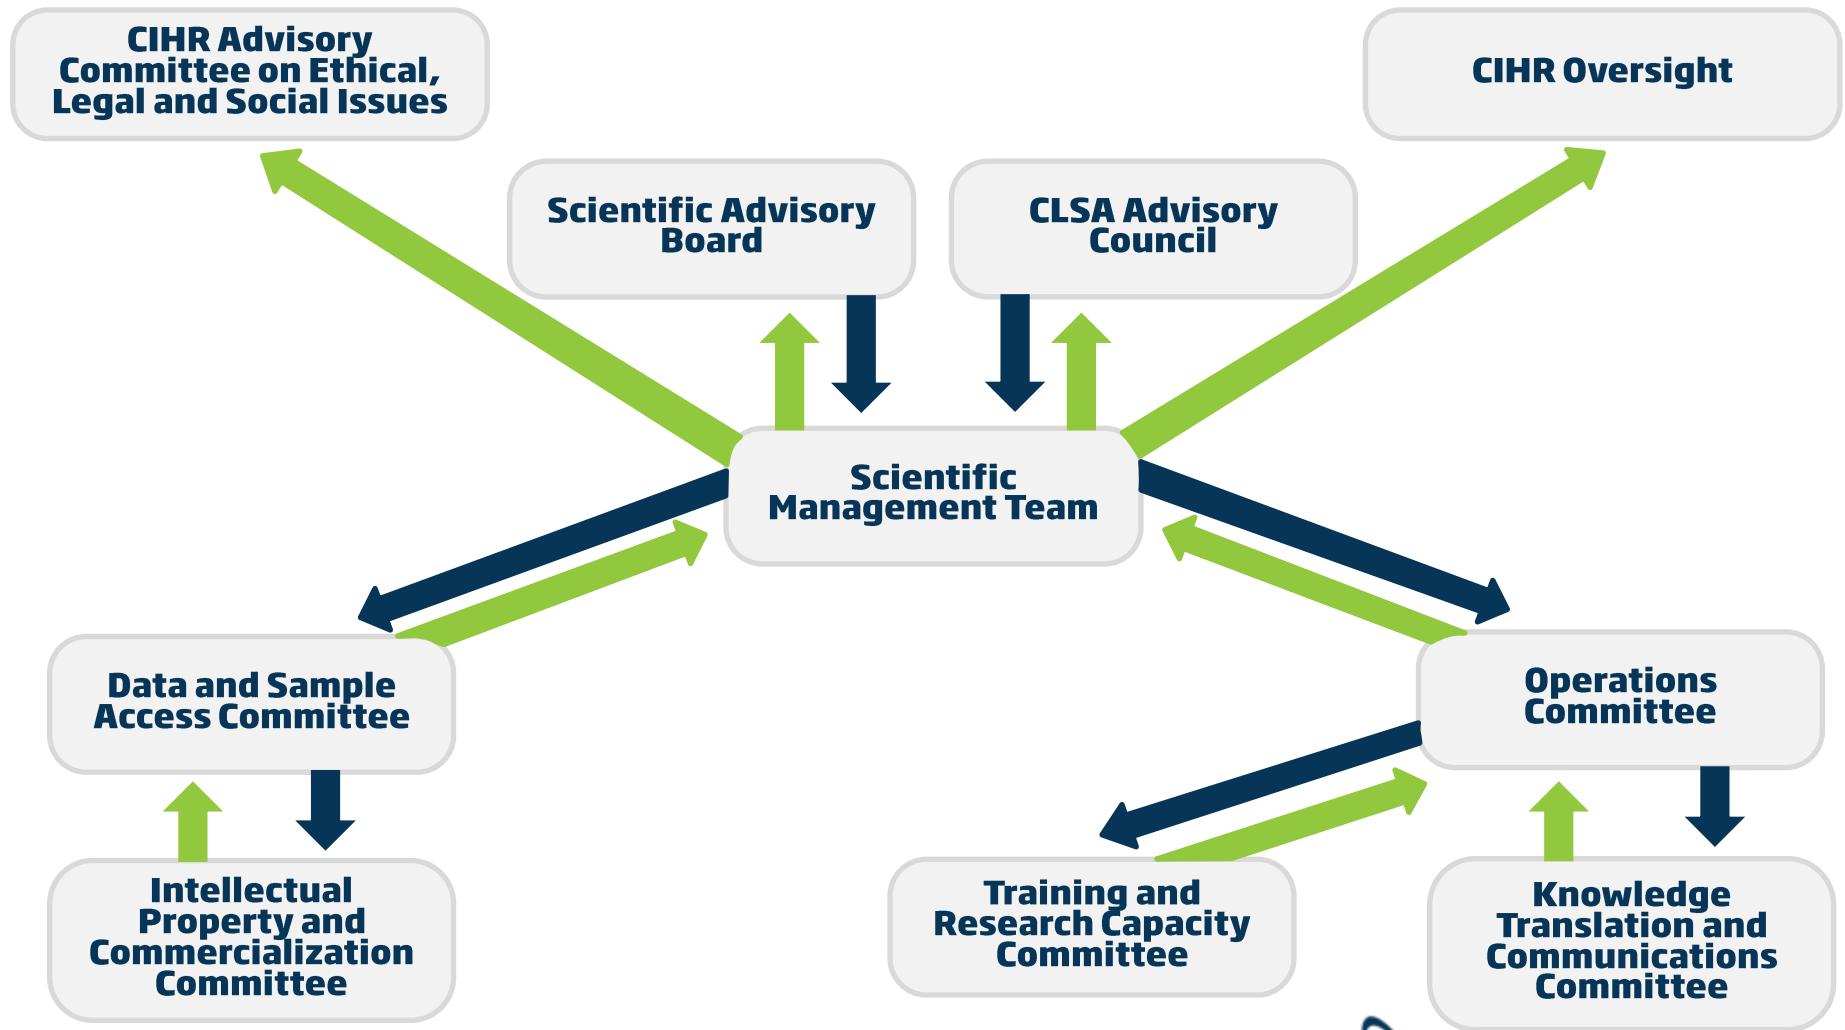 CIHR Advisory
Committee on Ethical,
Legal and Social Issues
CIHR Oversight
Scientific Advisory
Board
CLSA Advisory
Council
Scientific
Management Team
Data and Sample
Access Committee
Operations
Committee
Intellectual
Property and
Commercialization
Committee
Training and
Research Capacity
Committee
Knowledge
Translation and
Communications
Committee